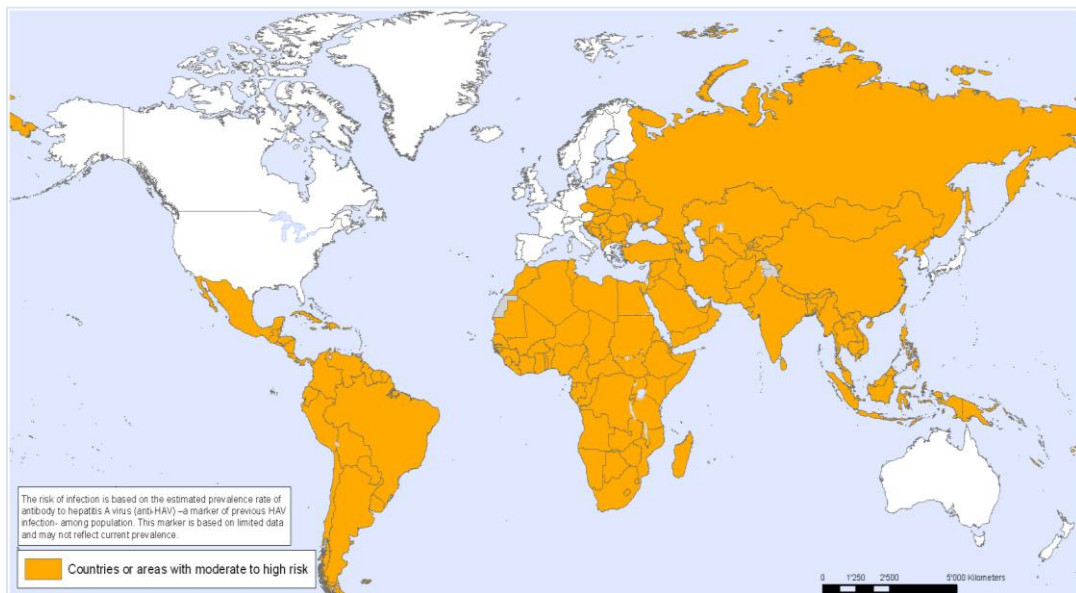 The risk of infection is based on the estimated prevalence rate of
antibody to hepatitis A virus (anti-HAV) –a marker of previous HAV
infection- among population. This marker is based on limited data
and may not reflect current prevalence.
Countries or areas with moderate to high risk
0 1'250 2'500 5'000 Kilometers